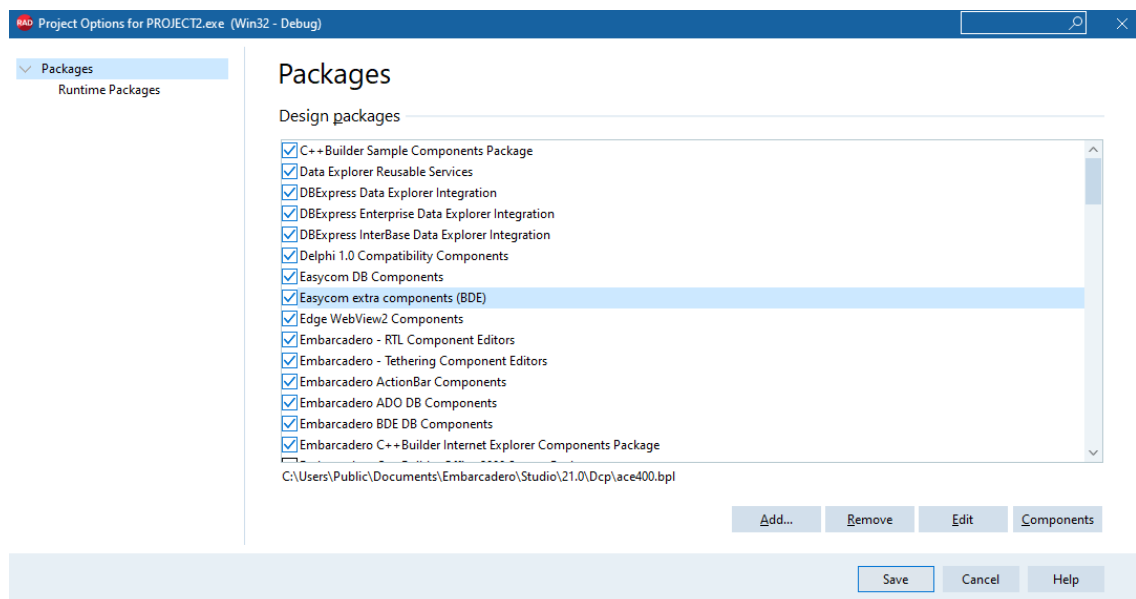 RAD Project Options for PROJECT2.exe (Win32 - Debug)
Packages
Runtime Packages
Packages
Design packages
C++Builder Sample Components Package
Data Explorer Reusable Services
DBExpress Data Explorer Integration
DBExpress Enterprise Data Explorer Integration
DBExpress InterBase Data Explorer Integration
Delphi 1.0 Compatibility Components
Easycom DB Components
Easycom extra components (BDE)
Edge WebView2 Components
Embarcadero - RTL Component Editors
Embarcadero - Tethering Component Editors
Embarcadero ActionBar Components
Embarcadero ADO DB Components
Embarcadero BDE DB Components
Embarcadero C++Builder Internet Explorer Components Package
C:\Users\Public\Documents\Embarcadero\Studio\21.0\Dcp\ace400.bpl
Add... Remove Edit Components
Save Cancel Help